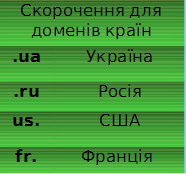 Скорочення для
доменів країн
.ua Україна
.ru Росія
us. США
fr. Франція